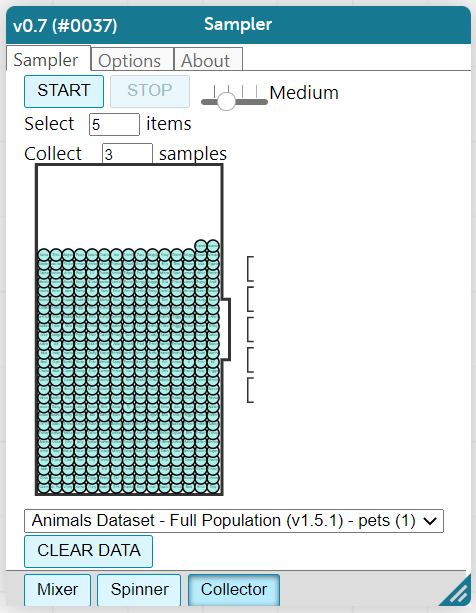 v0.7 (#0037) Sampler
Sampler Options About
START STOP Medium
Select 5 items
Collect 3 samples
Animals Dataset - Full Population (v1.5.1) - pets (1)
CLEAR DATA
Mixer Spinner Collector